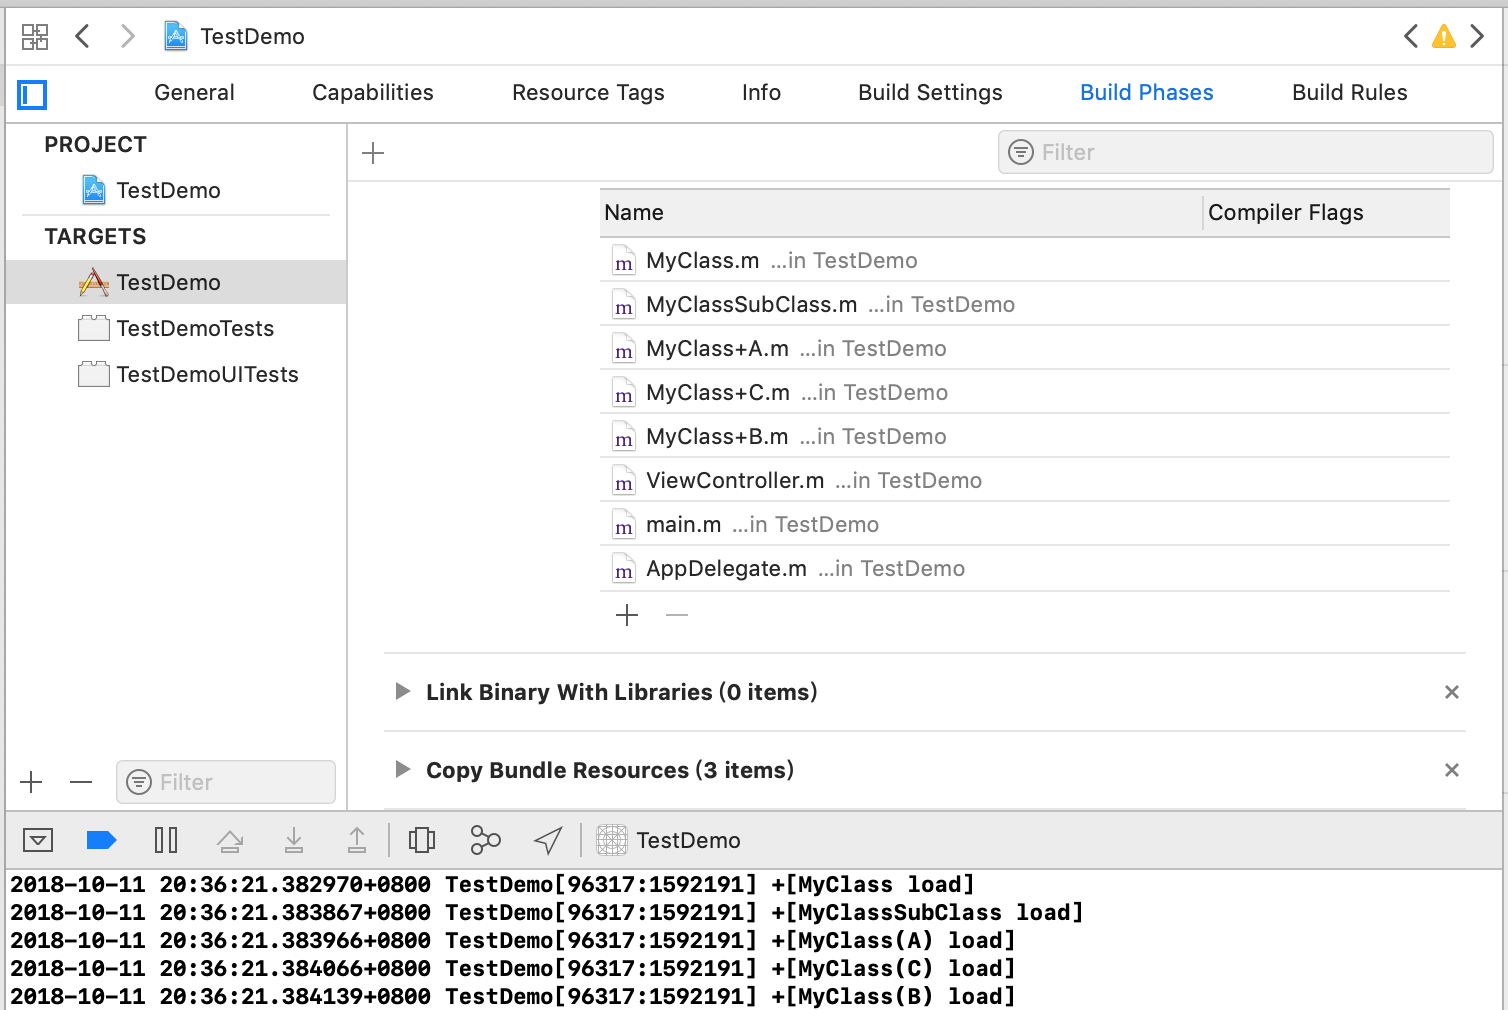 TestDemo
General Capabilities Resource Tags Info Build Settings Build Phases Build Rules
PROJECT
TestDemo
TARGETS
TestDemo
TestDemoTests
TestDemoUITests
Filter
Filter
Name Compiler Flags
m MyClass.m ...in TestDemo
m MyClassSubClass.m ...in TestDemo
m MyClass+A.m ...in TestDemo
m MyClass+C.m ...in TestDemo
m MyClass+B.m ...in TestDemo
m ViewController.m ...in TestDemo
m main.m ...in TestDemo
m AppDelegate.m ...in TestDemo
Link Binary With Libraries (0 items)
Copy Bundle Resources (3 items)
TestDemo
2018-10-11 20:36:21.382970+0800 TestDemo[96317:1592191] +[MyClass load]
2018-10-11 20:36:21.383867+0800 TestDemo[96317:1592191] +[MyClassSubClass load]
2018-10-11 20:36:21.383966+0800 TestDemo[96317:1592191] +[MyClass(A) load]
2018-10-11 20:36:21.384066+0800 TestDemo[96317:1592191] +[MyClass(C) load]
2018-10-11 20:36:21.384139+0800 TestDemo[96317:1592191] +[MyClass(B) load]